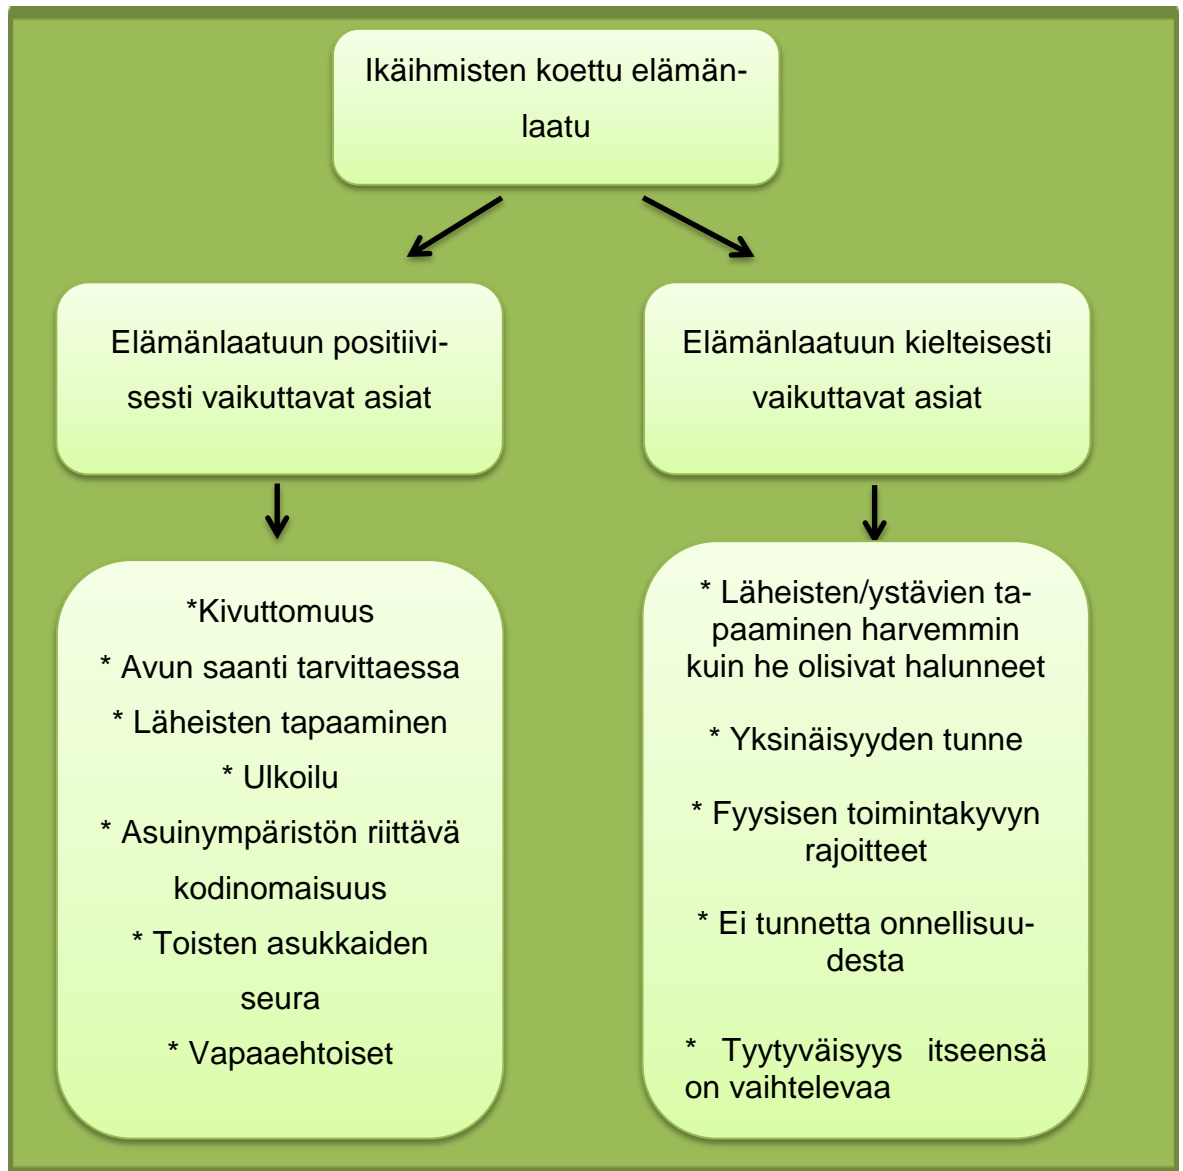 Ikäihmisten koettu elämän-
laatu
Elämänlaatuun positiivi-
sesti vaikuttavat asiat
Elämänlaatuun kielteisesti
vaikuttavat asiat
*Kivuttomuus
* Avun saanti tarvittaessa
* Läheisten tapaaminen
* Ulkoilu
* Asuinympäristön riittävä
kodinomaisuus
* Toisten asukkaiden
seura
* Vapaaehtoiset
* Läheisten/ystävien ta-
paaminen harvemmin
kuin he olisivat halunneet
* Yksinäisyyden tunne
* Fyysisen toimintakyvyn
rajoitteet
* Ei tunnetta onnellisuu-
desta
* Tyytyväisyys itseensä
on vaihtelevaa